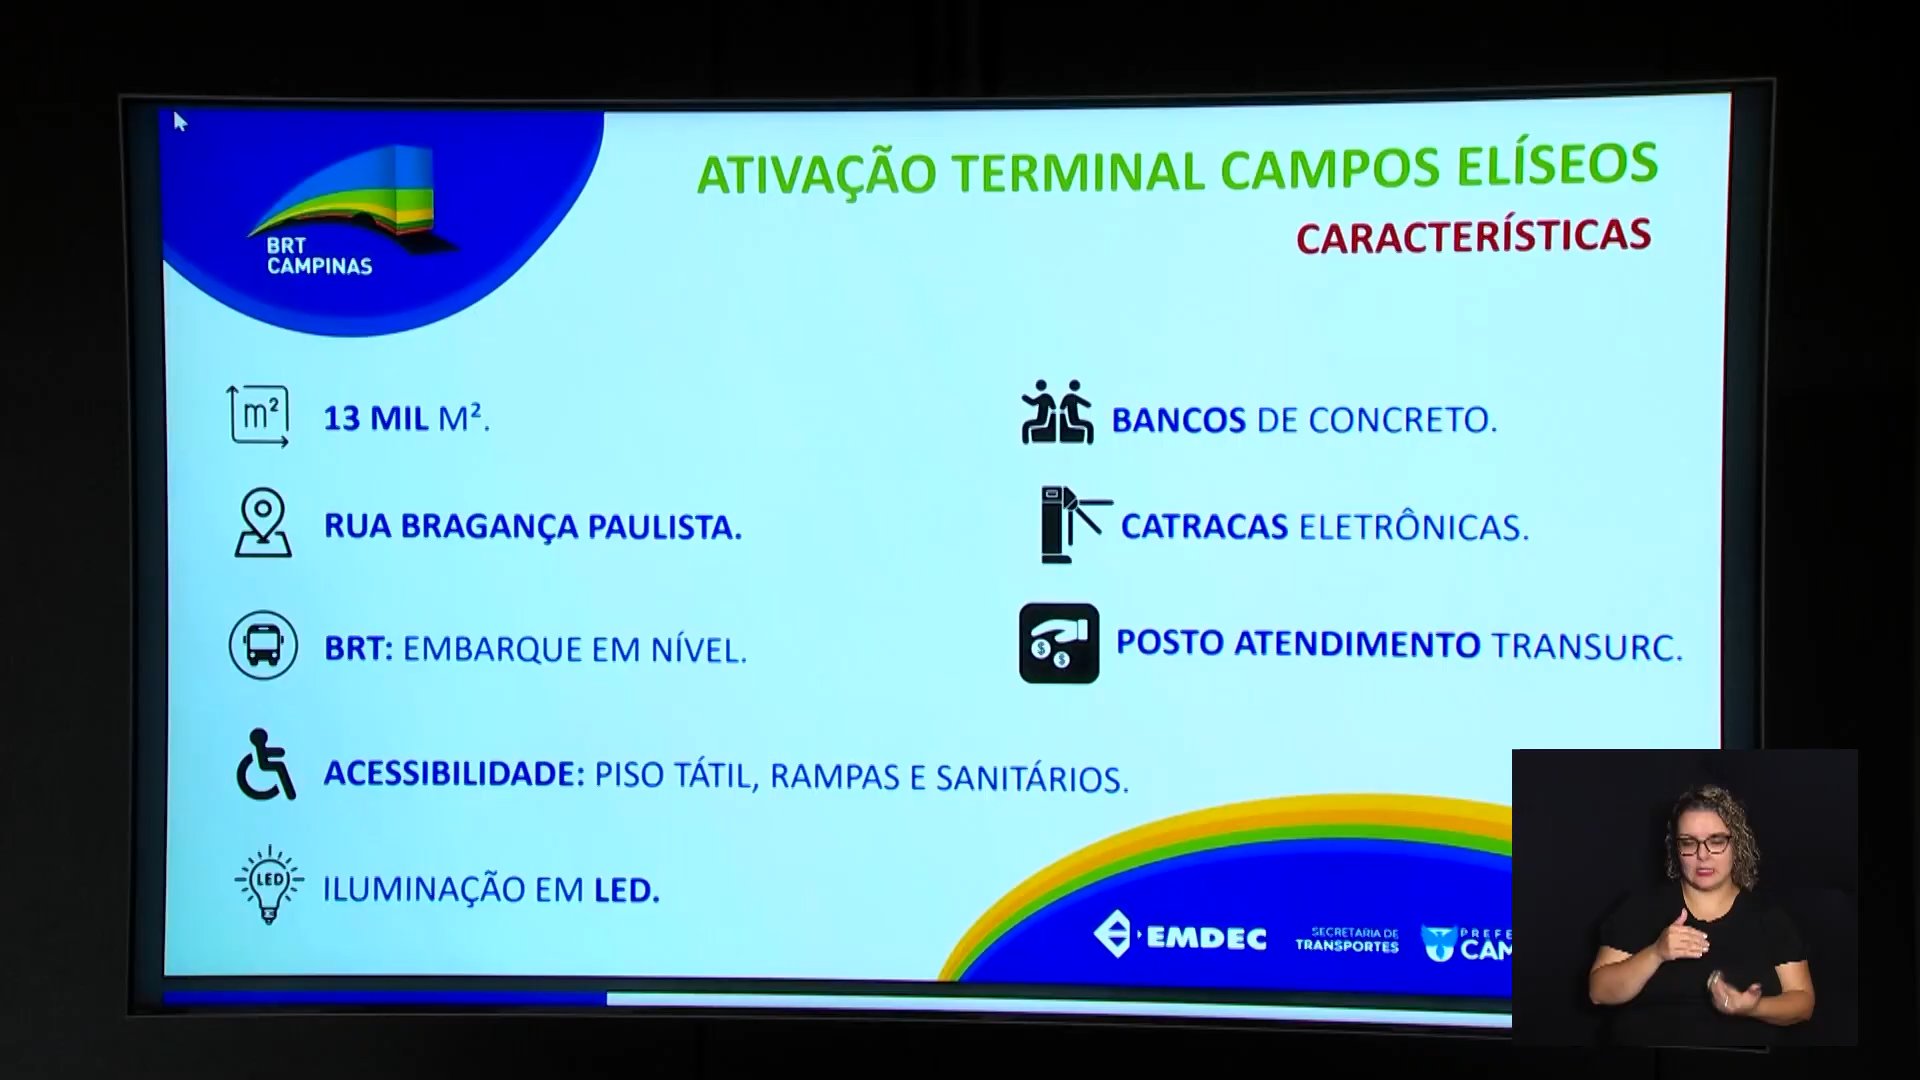 BRT
CAMPINAS
ATIVAÇÃO TERMINAL CAMPOS ELÍSEOS
CARACTERÍSTICAS
m²
13 MIL M².
RUA BRAGANÇA PAULISTA.
BRT: EMBARQUE EM NÍVEL.
ACESSIBILIDADE: PISO TÁTIL, RAMPAS E SANITÁRIOS.
LED
ILUMINAÇÃO EM LED.
BANCOS DE CONCRETO.
CATRACAS ELETRÔNICAS.
$
$
POSTO ATENDIMENTO TRANSURC.
EMDEC
SECRETARIA DE
TRANSPORTES